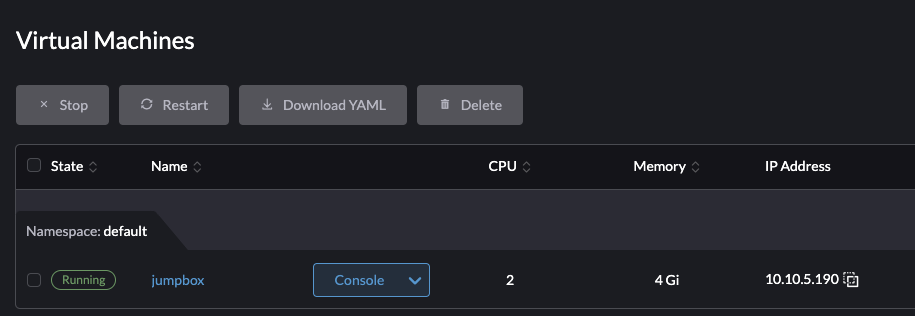 Virtual Machines
Stop Restart Download YAML Delete
State Name CPU Memory IP Address
Namespace: default
Running jumpbox Console 2 4 Gi 10.10.5.190